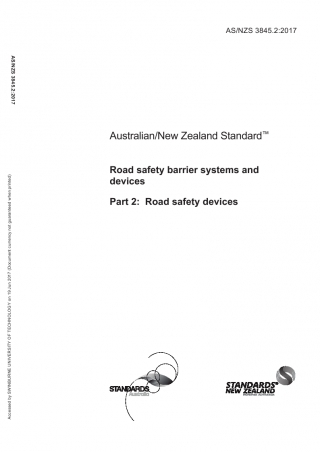 AS/NZS 3845.2:2017
AS/NZS 3845.2:2017
Australian/New Zealand Standard™
Road safety barrier systems and
devices
Part 2: Road safety devices
Accessed by SWINBURNE UNIVERSITY OF TECHNOLOGY on 19 Jun 2017 (Document currency not guaranteed when printed)
STANDARDS
Australia
STANDARDS
NEW ZEALAND